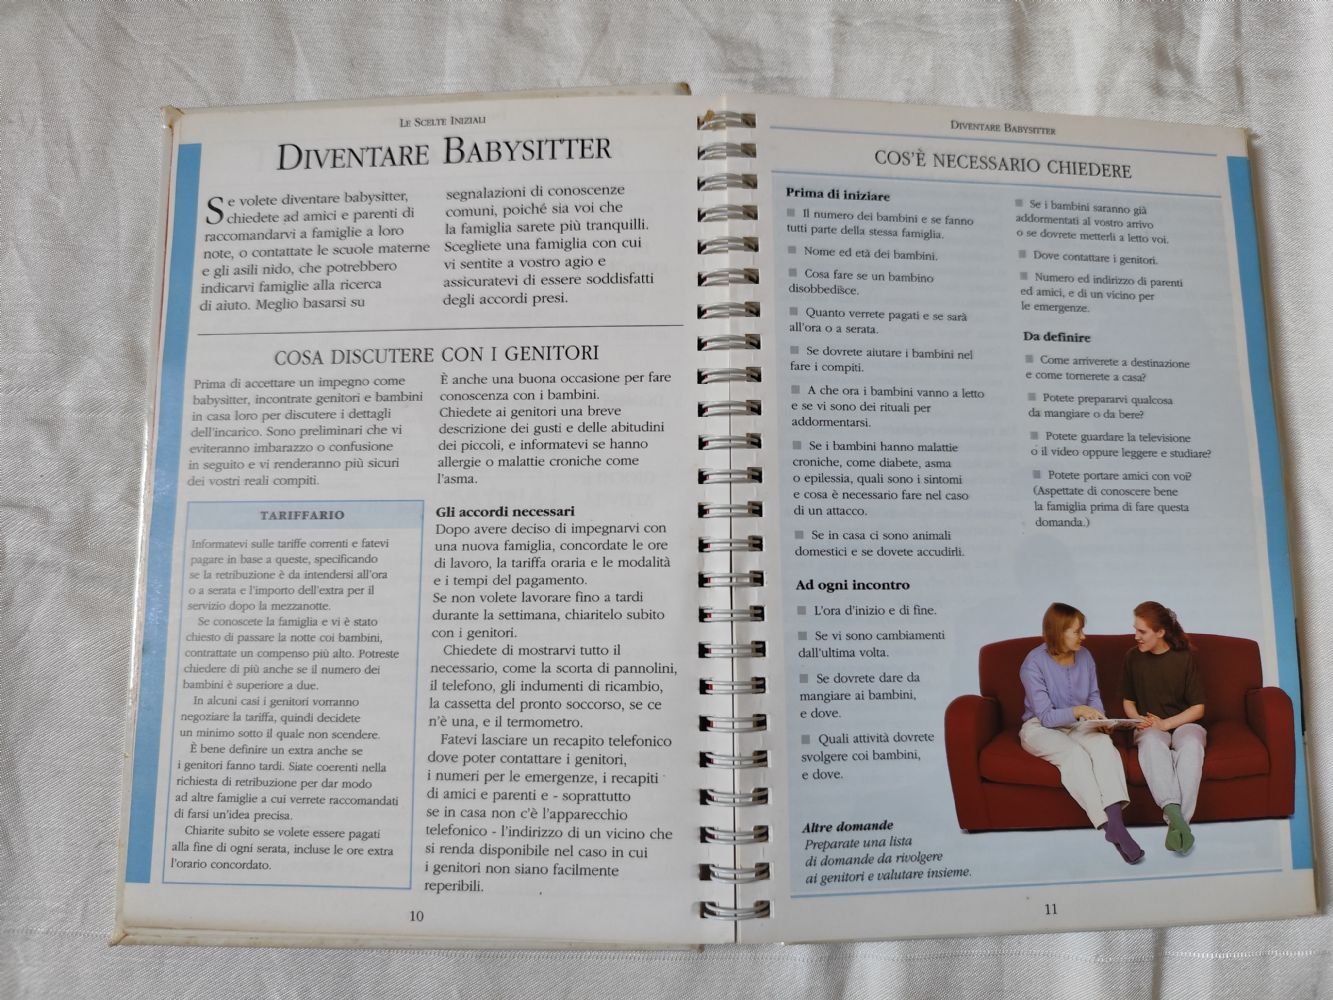 LE SCELTE INIZIALI
DIVENTARE BABYSITTER
Se volete diventare babysitter,
chiedete ad amici e parenti di
raccomandarvi a famiglie a loro
note, o contattate le scuole materne
e gli asili nido, che potrebbero
indicarvi famiglie alla ricerca
di aiuto. Meglio basarsi su
segnalazioni di conoscenze
comuni, poiché sia voi che
la famiglia sarete più tranquilli.
Scegliete una famiglia con cui
vi sentite a vostro agio e
assicuratevi di essere soddisfatti
degli accordi presi.
COSA DISCUTERE CON I GENITORI
Prima di accettare un impegno come
babysitter, incontrate genitori e bambini
in casa loro per discutere i dettagli
dell'incarico. Sono preliminari che vi
eviteranno imbarazzo o confusione
in seguito e vi renderanno più sicuri
dei vostri reali compiti.
TARIFFARIO
Informatevi sulle tariffe correnti e fatevi
pagare in base a queste, specificando
se la retribuzione è da intendersi all'ora
o a serata e l'importo dell'extra per il
servizio dopo la mezzanotte.
Se conoscete la famiglia e vi è stato
chiesto di passare la notte coi bambini,
contrattate un compenso più alto. Potreste
chiedere di più anche se il numero dei
bambini è superiore a due.
In alcuni casi i genitori vorranno
negoziare la tariffa, quindi decidete
un minimo sotto il quale non scendere.
È bene definire un extra anche se
i genitori fanno tardi. Siate coerenti nella
richiesta di retribuzione per dar modo
ad altre famiglie a cui verrete raccomandati
di farsi un'idea precisa.
Chiarite subito se volete essere pagati
alla fine di ogni serata, incluse le ore extra
l'orario concordato.
È anche una buona occasione per fare
conoscenza con i bambini.
Chiedete ai genitori una breve
descrizione dei gusti e delle abitudini
dei piccoli, e informatevi se hanno
allergie o malattie croniche come
l'asma.
Gli accordi necessari
Dopo avere deciso di impegnarvi con
una nuova famiglia, concordate le ore
di lavoro, la tariffa oraria e le modalità
e i tempi del pagamento.
Se non volete lavorare fino a tardi
durante la settimana, chiaritelo subito
con i genitori.
Chiedete di mostrarvi tutto il
necessario, come la scorta di pannolini,
il telefono, gli indumenti di ricambio,
la cassetta del pronto soccorso, se ce
n'è una, e il termometro.
Fatevi lasciare un recapito telefonico
dove poter contattare i genitori,
i numeri per le emergenze, i recapiti
di amici e parenti e - soprattutto
se in casa non c'è l'apparecchio
telefonico - l'indirizzo di un vicino che
si renda disponibile nel caso in cui
i genitori non siano facilmente
reperibili.
10
DIVENTARE BABYSITTER
COS'È NECESSARIO CHIEDERE
Prima di iniziare
■ Il numero dei bambini e se fanno
tutti parte della stessa famiglia.
■ Nome ed età dei bambini.
■ Cosa fare se un bambino
disobbedisce.
■ Quanto verrete pagati e se sarà
all'ora o a serata.
■ Se dovrete aiutare i bambini nel
fare i compiti.
■ A che ora i bambini vanno a letto
e se vi sono dei rituali per
addormentarsi.
■ Se i bambini hanno malattie
croniche, come diabete, asma
o epilessia, quali sono i sintomi
e cosa è necessario fare nel caso
di un attacco.
■ Se in casa ci sono animali
domestici e se dovete accudirli.
Ad ogni incontro
■ L'ora d'inizio e di fine.
■ Se vi sono cambiamenti
dall'ultima volta.
■ Se dovrete dare da
mangiare ai bambini,
e dove.
■ Quali attività dovrete
svolgere coi bambini,
e dove.
Altre domande
Preparate una lista
di domande da rivolgere
ai genitori e valutare insieme.
■ Se i bambini saranno già
addormentati al vostro arrivo
o se dovrete metterli a letto voi.
■ Dove contattare i genitori.
■ Numero ed indirizzo di parenti
ed amici, e di un vicino per
le emergenze.
Da definire
■ Come arriverete a destinazione
e come tornerete a casa?
■ Potete prepararvi qualcosa
da mangiare o da bere?
■ Potete guardare la televisione
o il video oppure leggere e studiare?
■ Potete portare amici con voi?
(Aspettate di conoscere bene
la famiglia prima di fare questa
domanda.)
11